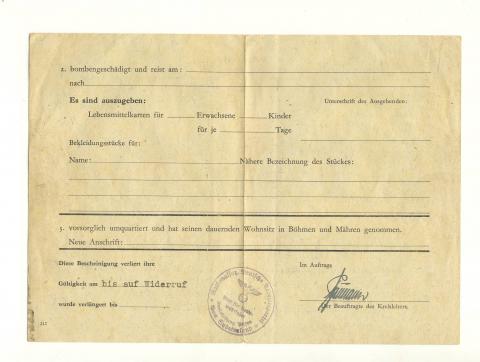 2. bombengeschädigt und reist am:
nach
Es sind auszugeben:
Unterschrift des Ausgebenden:
Lebensmittelkarten für Erwachsene Kinder
für je Tage
Bekleidungsstücke für:
Name: Nähere Bezeichnung des Stückes:
3. vorsorglich umquartiert und hat seinen dauernden Wohnsitz in Böhmen und Mähren genommen.
Neue Anschrift:
Diese Bescheinigung verliert ihre
Im Auftrage
Gültigkeit am bis auf Widerruf
Der Beauftragte des Kreisleiters.
wurde verlängert bis